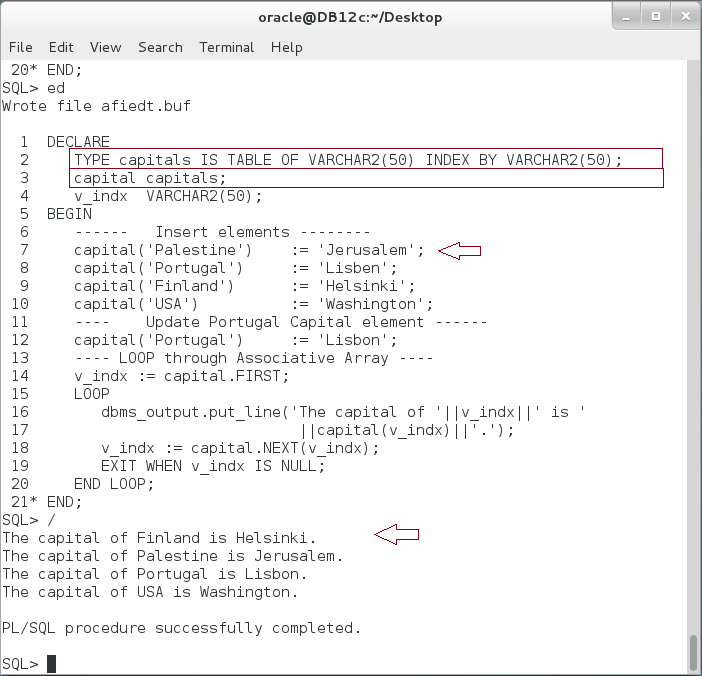 oracle@DB12c:~/Desktop
File Edit View Search Terminal Help
 20* END;
SQL> ed
Wrote file afiedt.buf

  1  DECLARE
  2     TYPE capitals IS TABLE OF VARCHAR2(50) INDEX BY VARCHAR2(50);
  3     capital capitals;
  4     v_indx  VARCHAR2(50);
  5  BEGIN
  6     ------   Insert elements --------
  7     capital('Palestine')    := 'Jerusalem';
  8     capital('Portugal')     := 'Lisben';
  9     capital('Finland')      := 'Helsinki';
 10     capital('USA')          := 'Washington';
 11     ----    Update Portugal Capital element ------
 12     capital('Portugal')     := 'Lisbon';
 13     ---- LOOP through Associative Array ----
 14     v_indx := capital.FIRST;
 15     LOOP
 16        dbms_output.put_line('The capital of '||v_indx||' is '
 17                              ||capital(v_indx)||'.');
 18        v_indx := capital.NEXT(v_indx);
 19        EXIT WHEN v_indx IS NULL;
 20     END LOOP;
 21* END;
SQL> /
The capital of Finland is Helsinki.
The capital of Palestine is Jerusalem.
The capital of Portugal is Lisbon.
The capital of USA is Washington.

PL/SQL procedure successfully completed.

SQL>